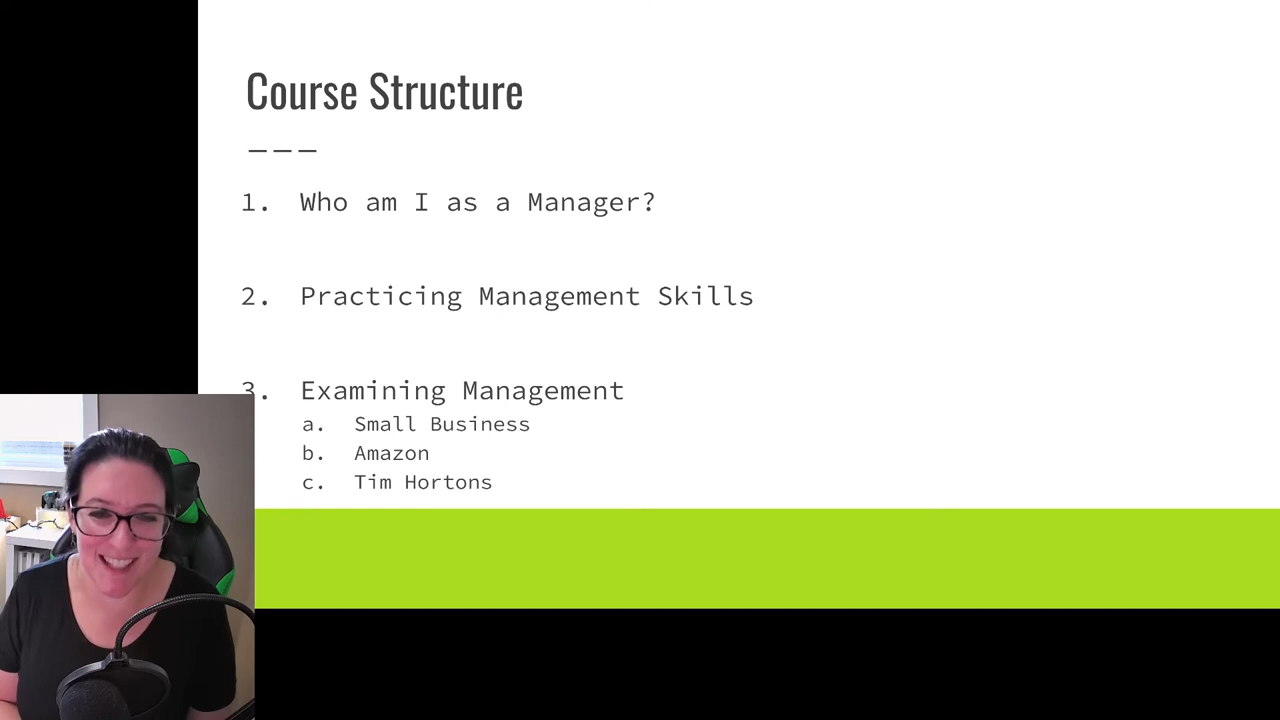 Course Structure
1. Who am I as a Manager?
2. Practicing Management Skills
3. Examining Management
a. Small Business
b. Amazon
c. Tim Hortons